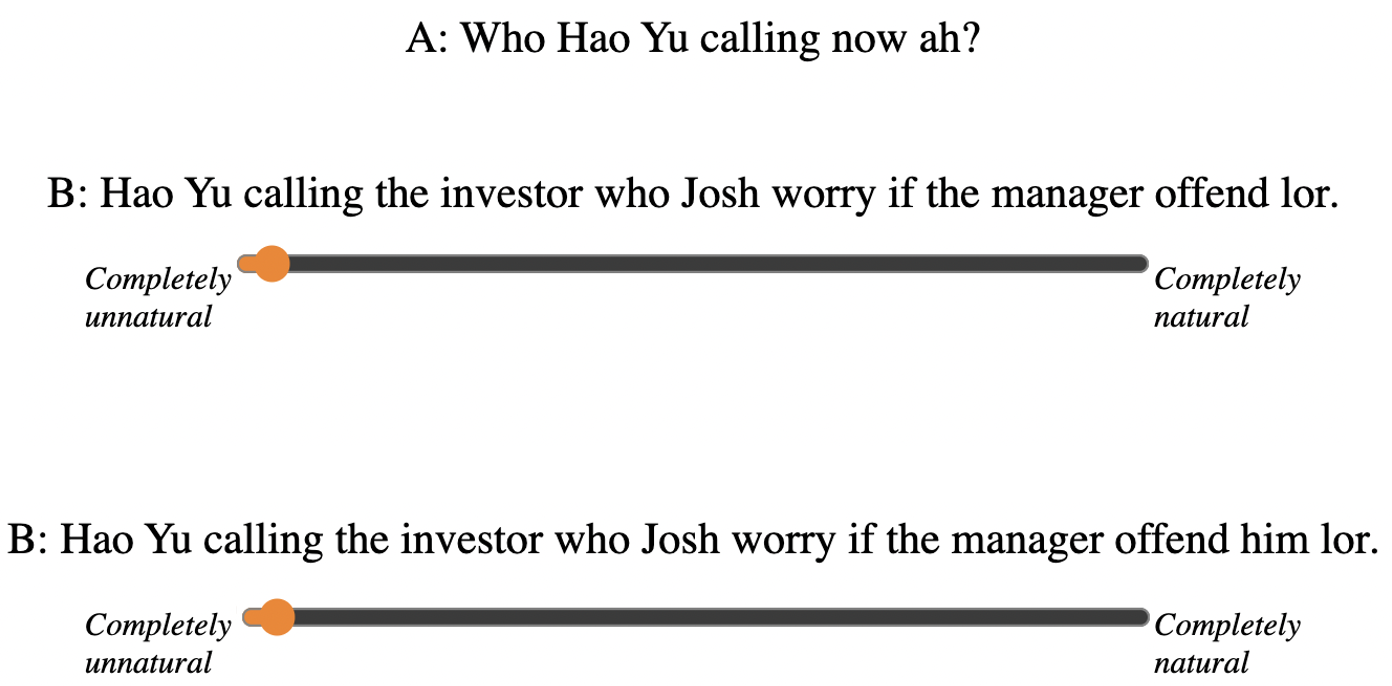 A: Who Hao Yu calling now ah?
B: Hao Yu calling the investor who Josh worry if the manager offend lor.
Completely
unnatural
Completely
natural
B: Hao Yu calling the investor who Josh worry if the manager offend him lor.
Completely
unnatural
Completely
natural